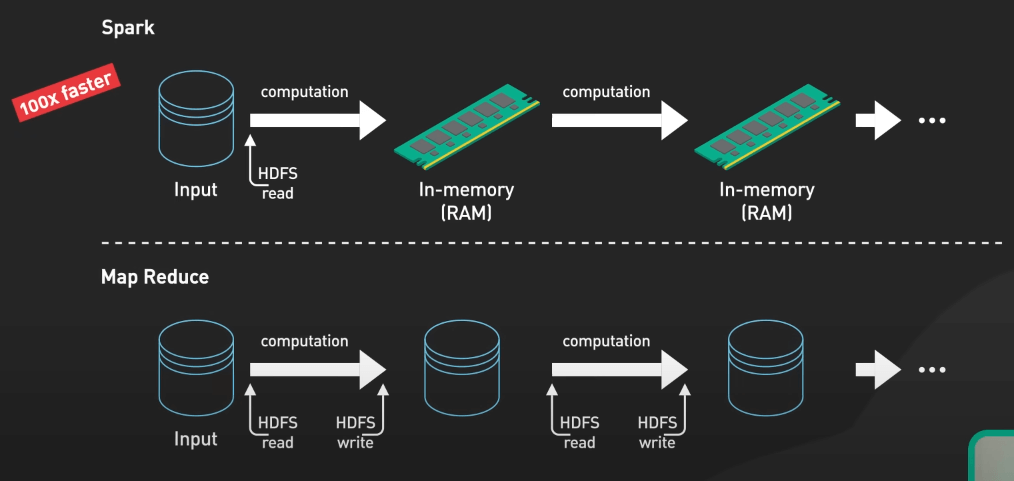 Spark
100x faster
computation
computation
...
HDFS
read
Input
In-memory
(RAM)
In-memory
(RAM)
Map Reduce
computation
computation
...
HDFS
read
HDFS
write
HDFS
read
HDFS
write
Input